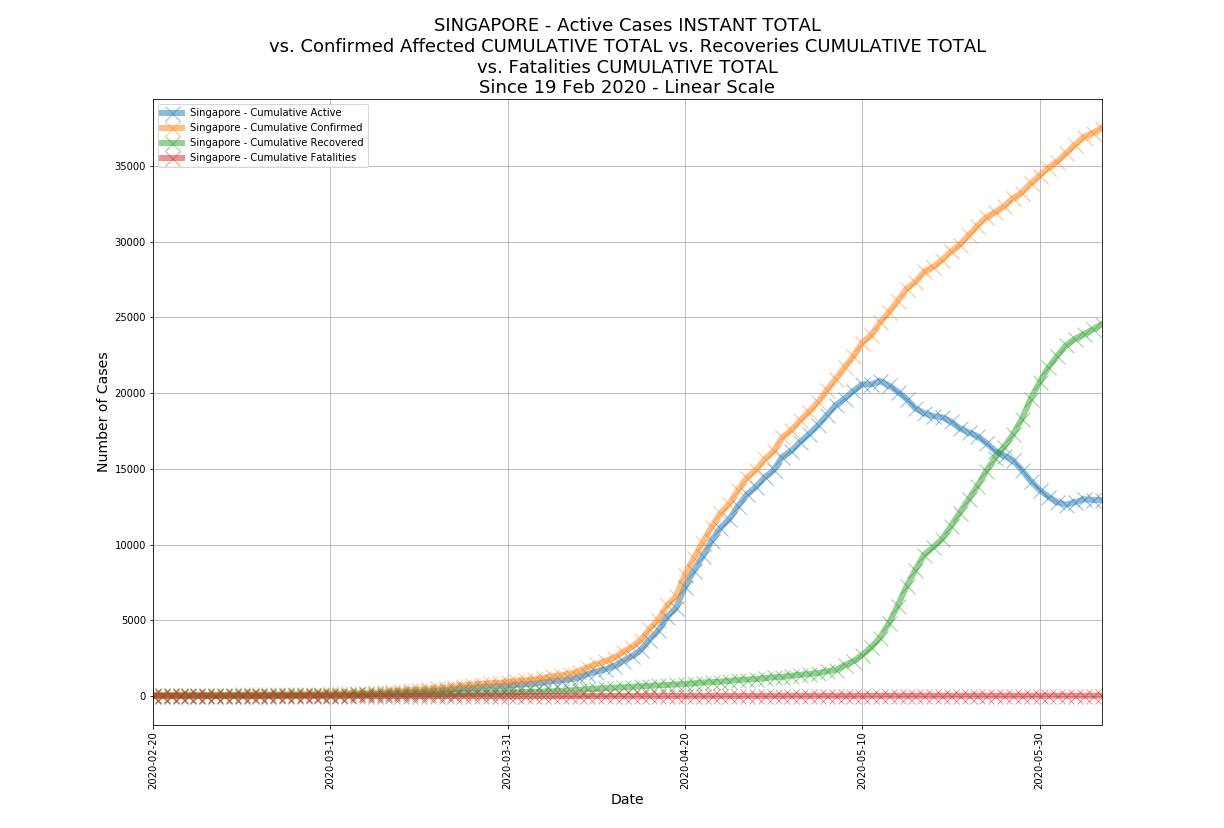 SINGAPORE - Active Cases INSTANT TOTAL
vs. Confirmed Affected CUMULATIVE TOTAL vs. Recoveries CUMULATIVE TOTAL
vs. Fatalities CUMULATIVE TOTAL
Since 19 Feb 2020 - Linear Scale
Singapore - Cumulative Active
Singapore - Cumulative Confirmed
Singapore - Cumulative Recovered
Singapore - Cumulative Fatalities
Number of Cases
35000
30000
25000
20000
15000
10000
5000
0
2020-02-20
2020-03-11
2020-03-31
2020-04-20
2020-05-10
2020-05-30
Date